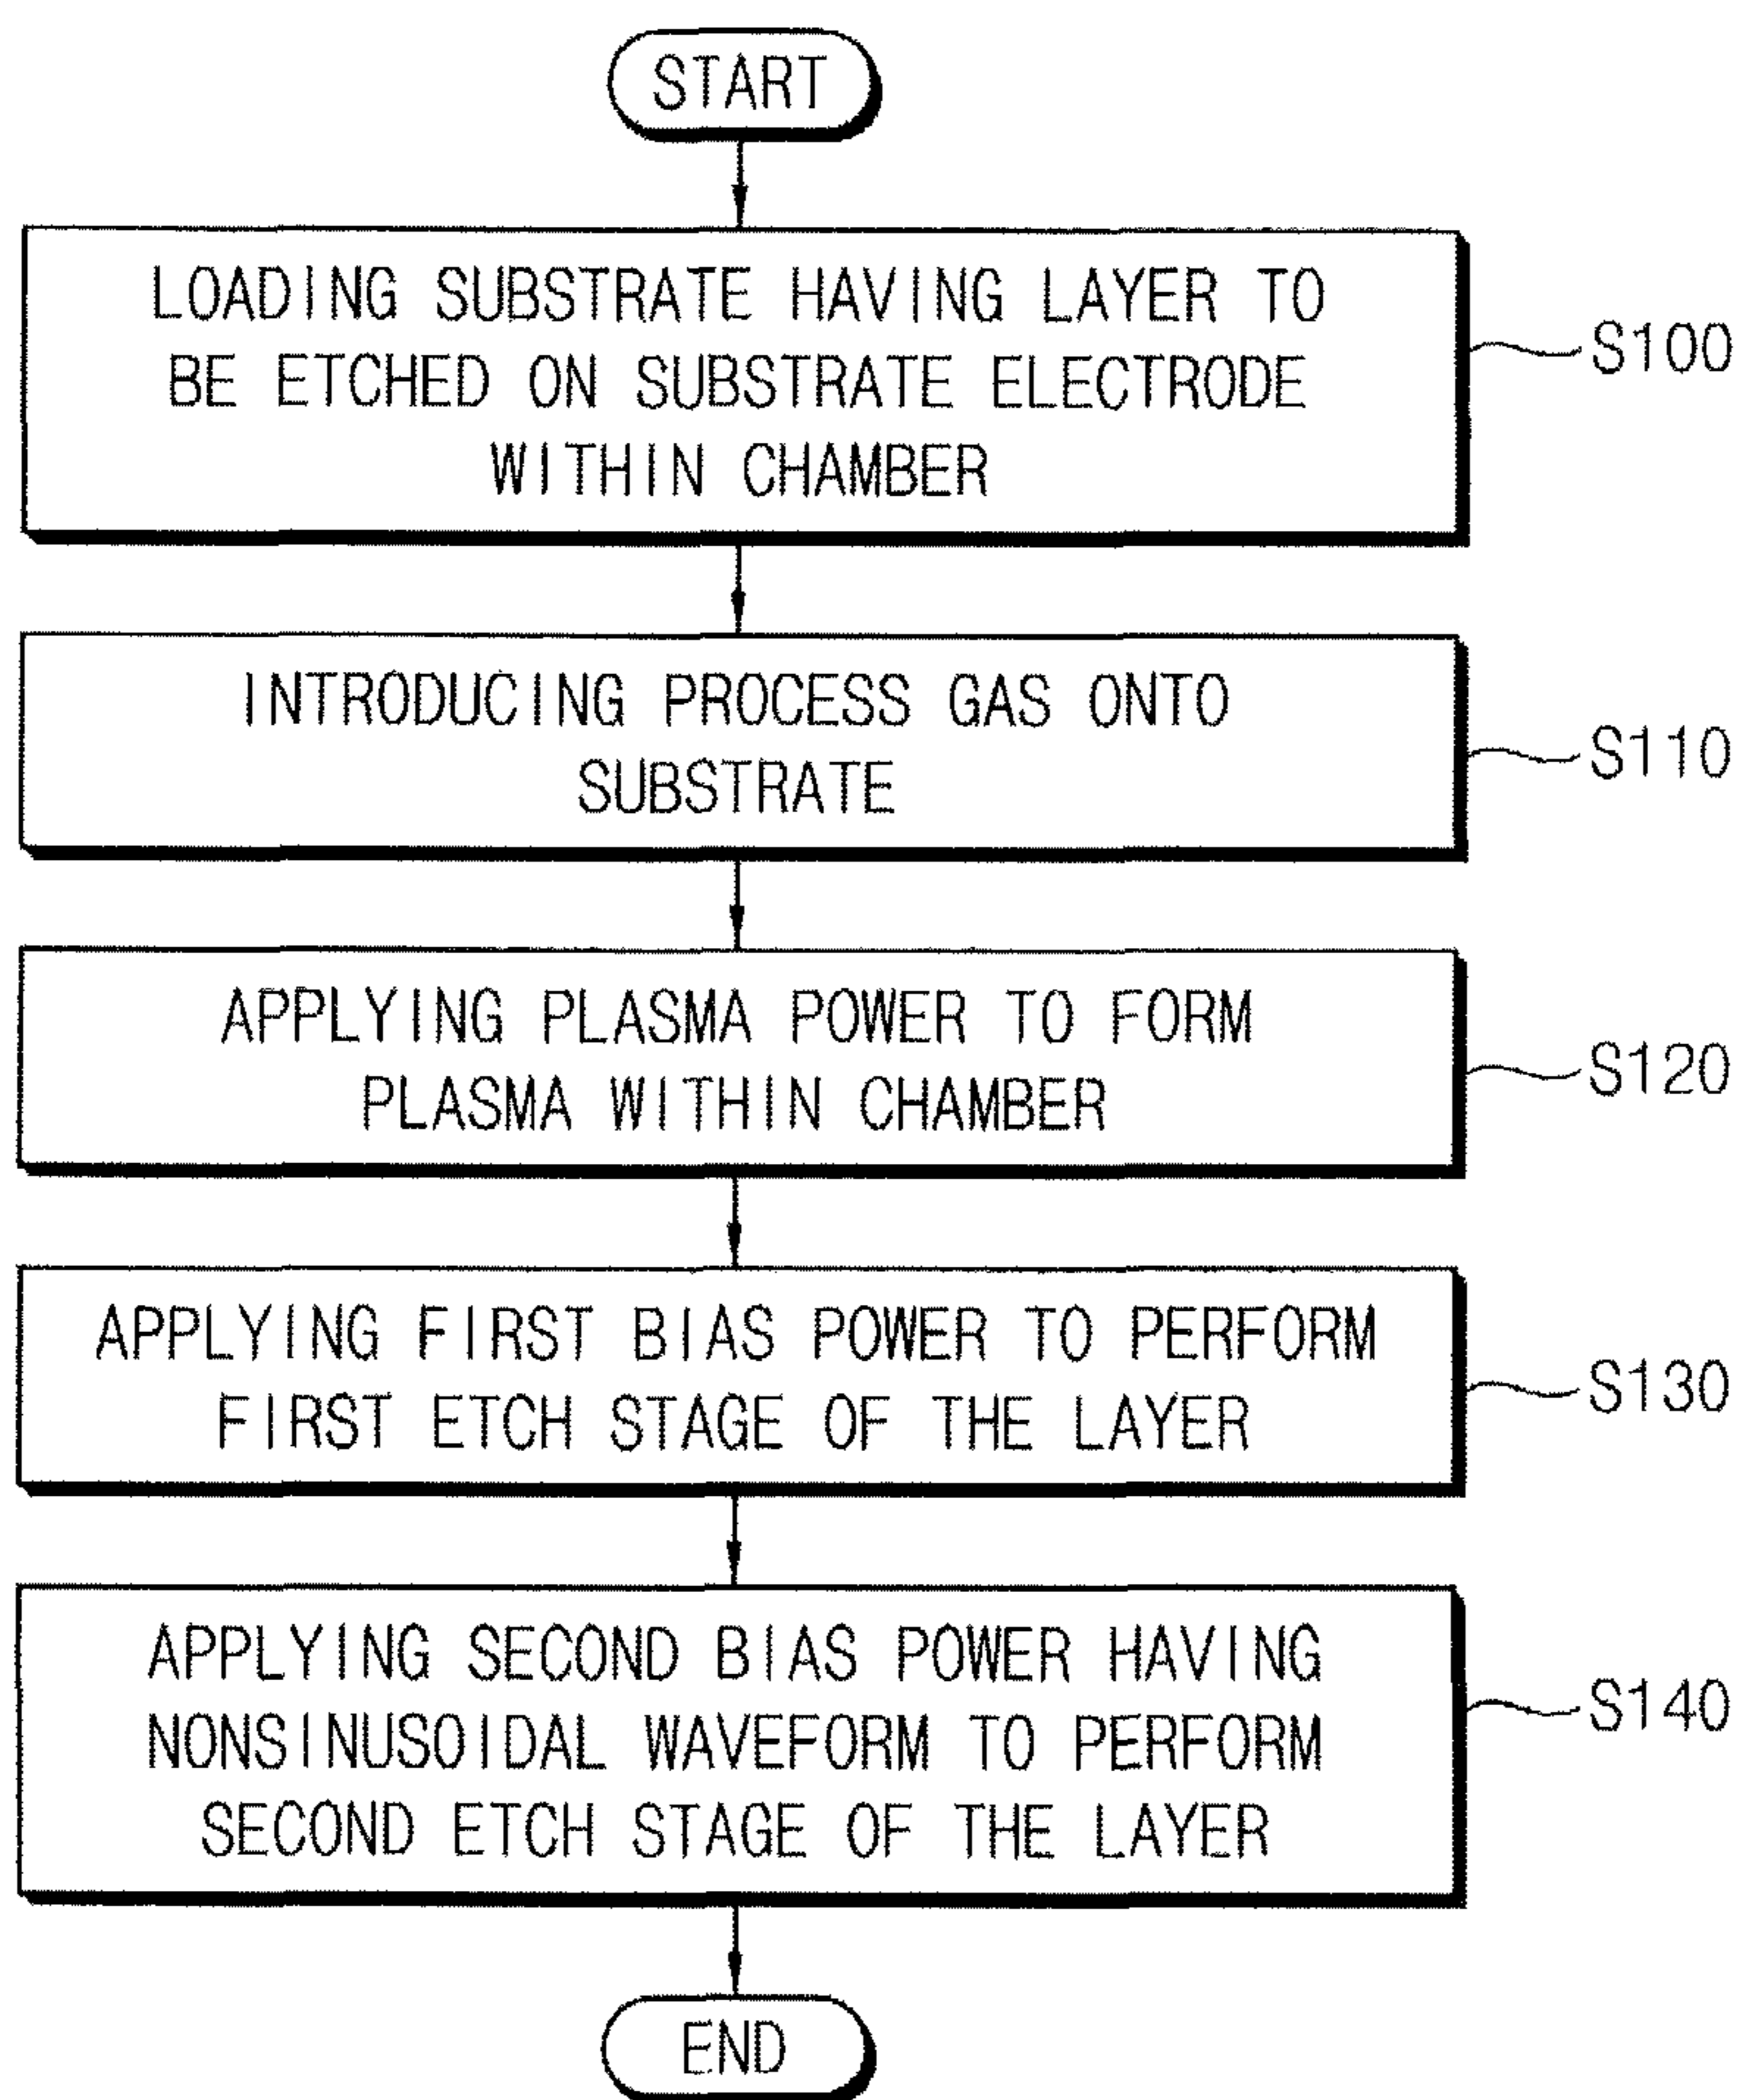 START
LOADING SUBSTRATE HAVING LAYER TO
BE ETCHED ON SUBSTRATE ELECTRODE
WITHIN CHAMBER
S100
INTRODUCING PROCESS GAS ONTO
SUBSTRATE
S110
APPLYING PLASMA POWER TO FORM
PLASMA WITHIN CHAMBER
S120
APPLYING FIRST BIAS POWER TO PERFORM
FIRST ETCH STAGE OF THE LAYER
S130
APPLYING SECOND BIAS POWER HAVING
NONSINUSOIDAL WAVEFORM TO PERFORM
SECOND ETCH STAGE OF THE LAYER
S140
END